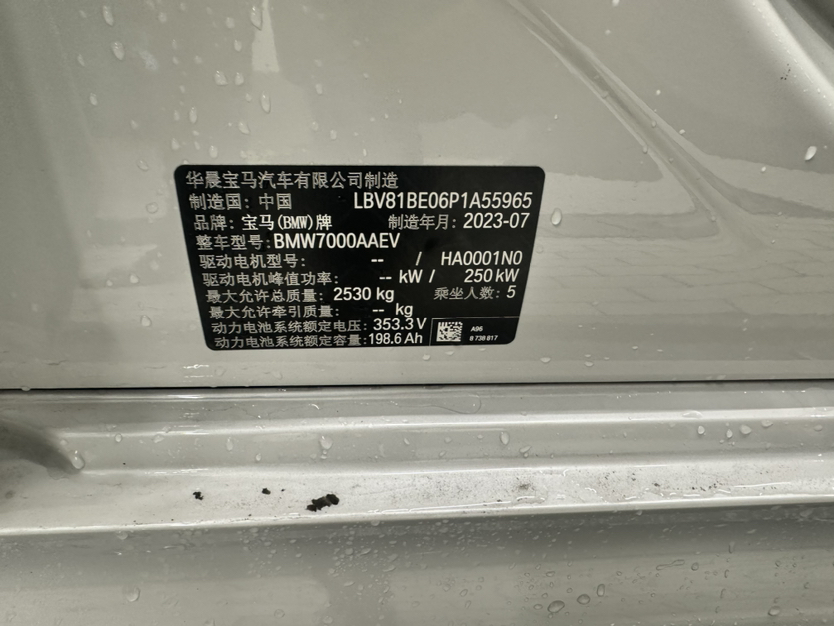 华晨宝马汽车有限公司制造
制造国: 中国 LBV81BE06P1A55965
品牌: 宝马(BMW)牌 制造年月: 2023-07
整车型号: BMW7000AAEV
驱动电机型号: -- / HA0001N0
驱动电机峰值功率: -- kW / 250 kW
最大允许总质量: 2530 kg 乘坐人数: 5
最大允许牵引质量: -- kg
动力电池系统额定电压: 353.3 V
动力电池系统额定容量: 198.6 Ah
A96
8 738 817